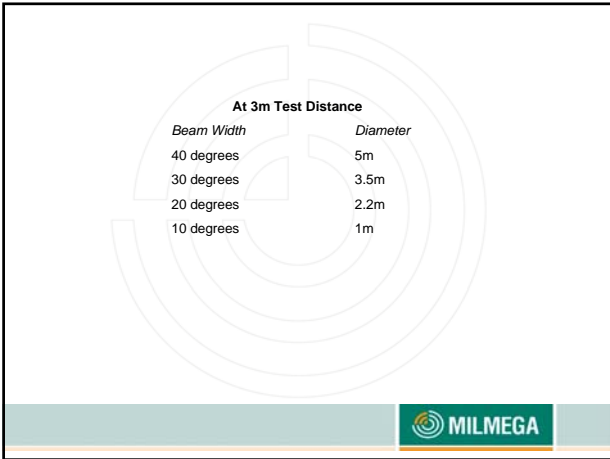 At 3m Test Distance
Beam Width Diameter
40 degrees 5m
30 degrees 3.5m
20 degrees 2.2m
10 degrees 1m
MILMEGA